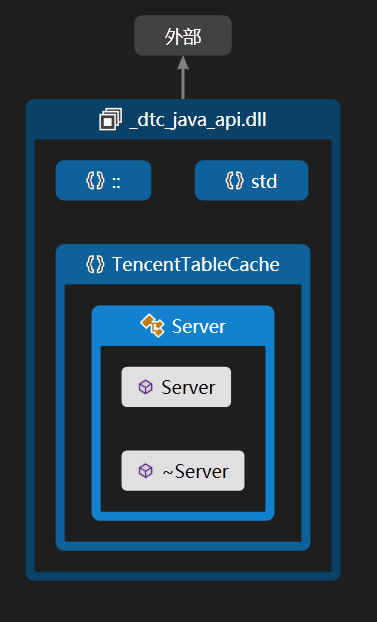 外部
_dtc_java_api.dll
::
std
TencentTableCache
Server
Server
~Server